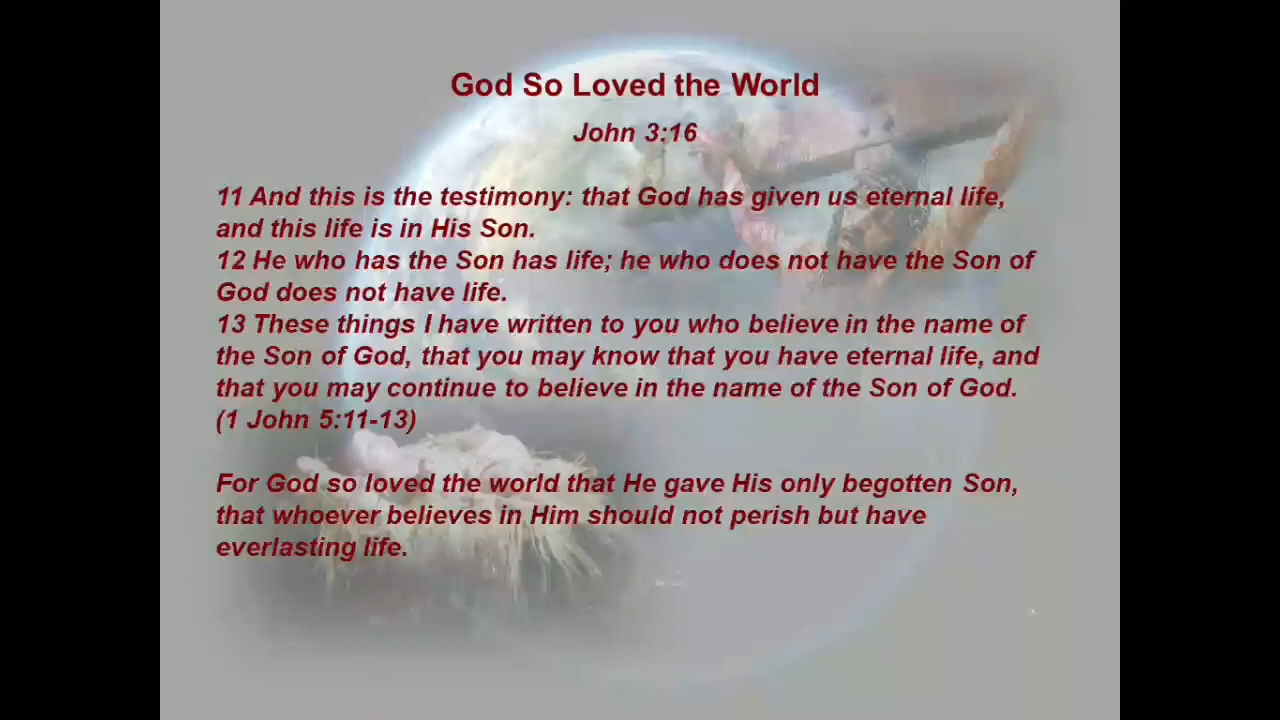 God So Loved the World
John 3:16
11 And this is the testimony: that God has given us eternal life,
and this life is in His Son.
12 He who has the Son has life; he who does not have the Son of
God does not have life.
13 These things I have written to you who believe in the name of
the Son of God, that you may know that you have eternal life, and
that you may continue to believe in the name of the Son of God.
(1 John 5:11-13)
For God so loved the world that He gave His only begotten Son,
that whoever believes in Him should not perish but have
everlasting life.